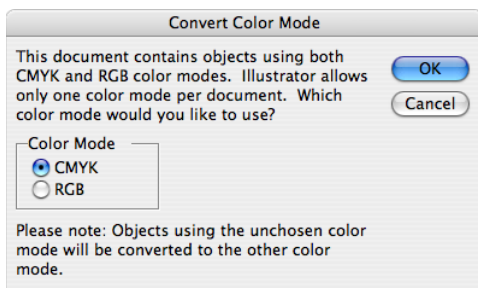 Convert Color Mode
This document contains objects using both
CMYK and RGB color modes.  Illustrator allows
only one color mode per document.  Which
color mode would you like to use?
OK
Cancel
Color Mode
CMYK
RGB
Please note: Objects using the unchosen color
mode will be converted to the other color
mode.